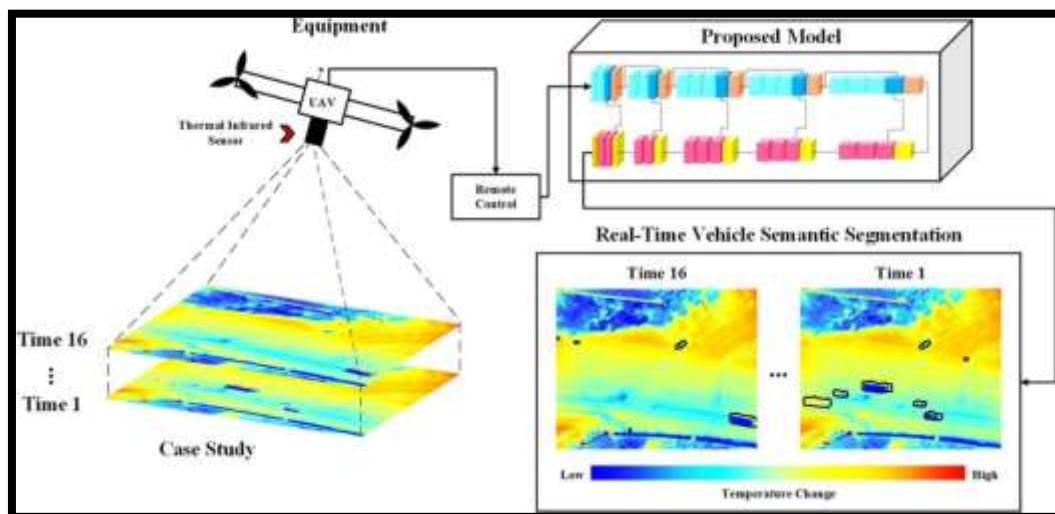 Equipment
Proposed Model
UAV
Thermal Infrared
Sensor
Remote
Control
Real-Time Vehicle Semantic Segmentation
Time 16
...
Time 1
Time 16
...
Time 1
Case Study
Low
High
Temperature Change